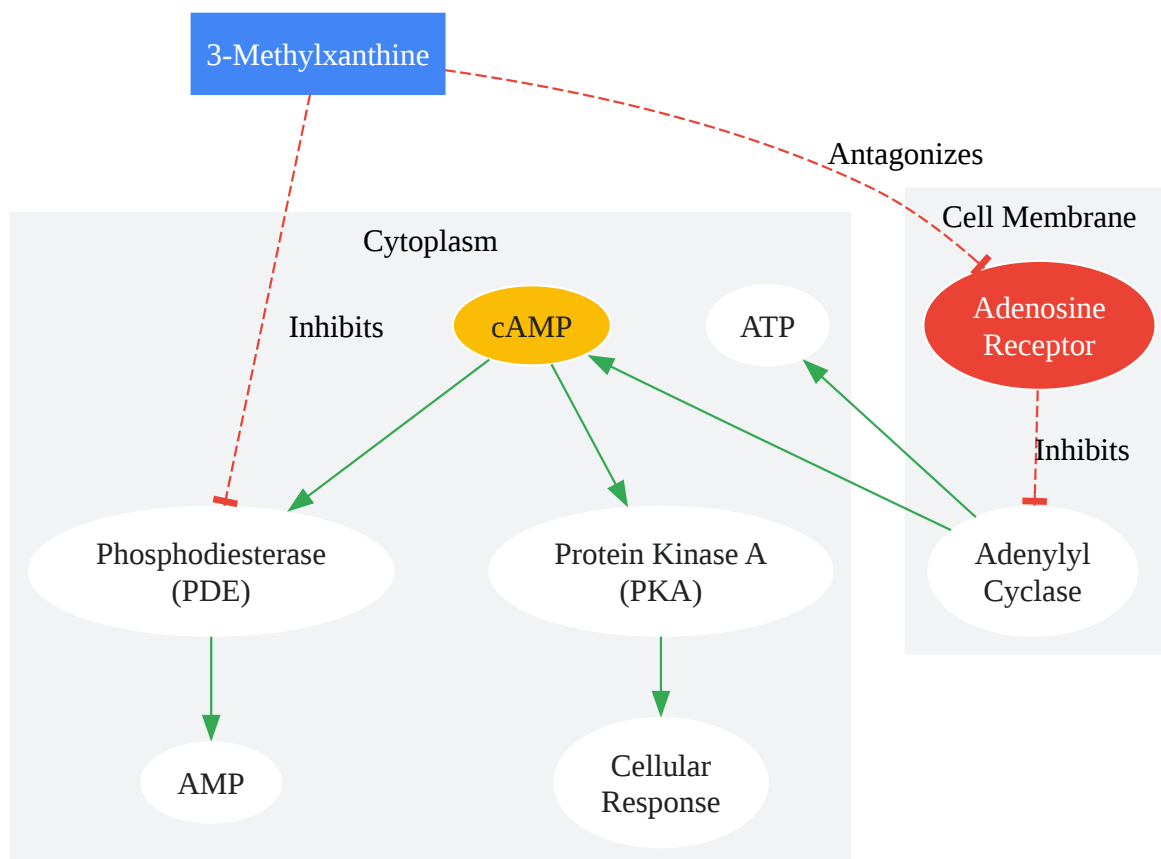 3-Methylxanthine
Antagonizes
Cell Membrane
Cytoplasm
Inhibits
cAMP
ATP
Adenosine
Receptor
Inhibits
Phosphodiesterase
(PDE)
Protein Kinase A
(PKA)
Adenylyl
Cyclase
AMP
Cellular
Response